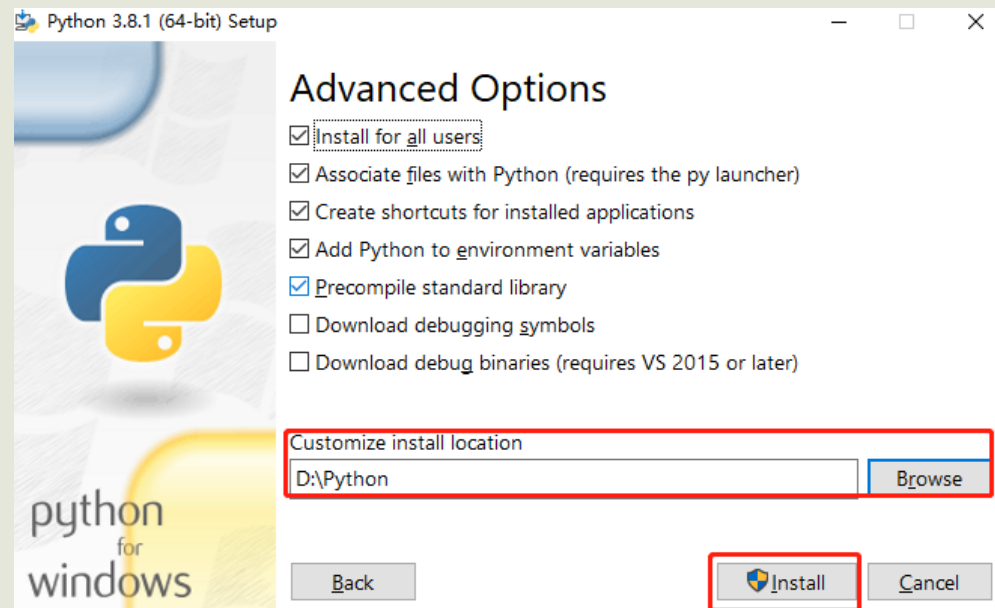 Python 3.8.1 (64-bit) Setup
Advanced Options
Install for all users
Associate files with Python (requires the py launcher)
Create shortcuts for installed applications
Add Python to environment variables
Precompile standard library
Download debugging symbols
Download debug binaries (requires VS 2015 or later)
Customize install location
D:\Python
Browse
python
for
windows
Back
Install
Cancel